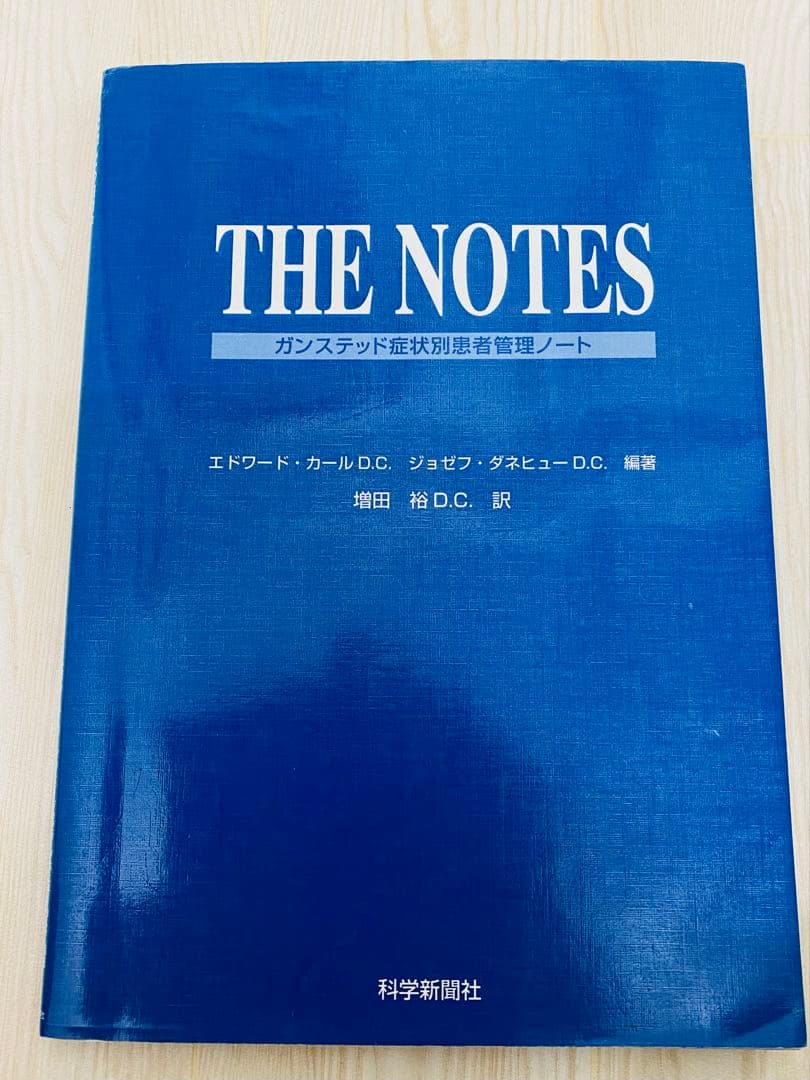 THE NOTES
ガンステッド症状別患者管理ノート
エドワード・カールD.C. ジョゼフ・ダネヒューD.C. 編著
増田 裕D.C. 訳
科学新聞社